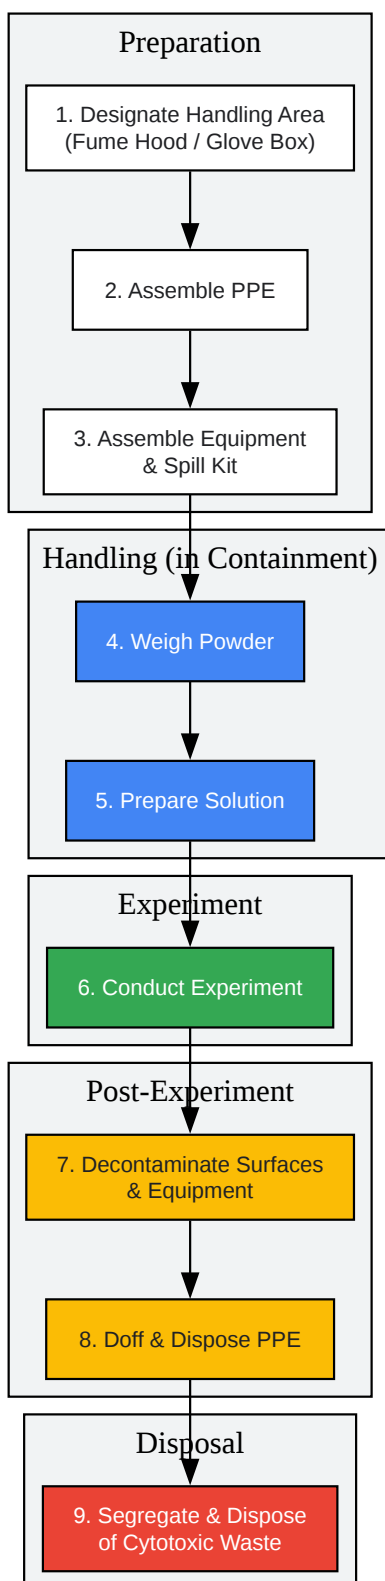 Preparation
1. Designate Handling Area
(Fume Hood / Glove Box)
2. Assemble PPE
3. Assemble Equipment
& Spill Kit
Handling (in Containment)
4. Weigh Powder
5. Prepare Solution
Experiment
6. Conduct Experiment
Post-Experiment
7. Decontaminate Surfaces
& Equipment
8. Doff & Dispose PPE
Disposal
9. Segregate & Dispose
of Cytotoxic Waste